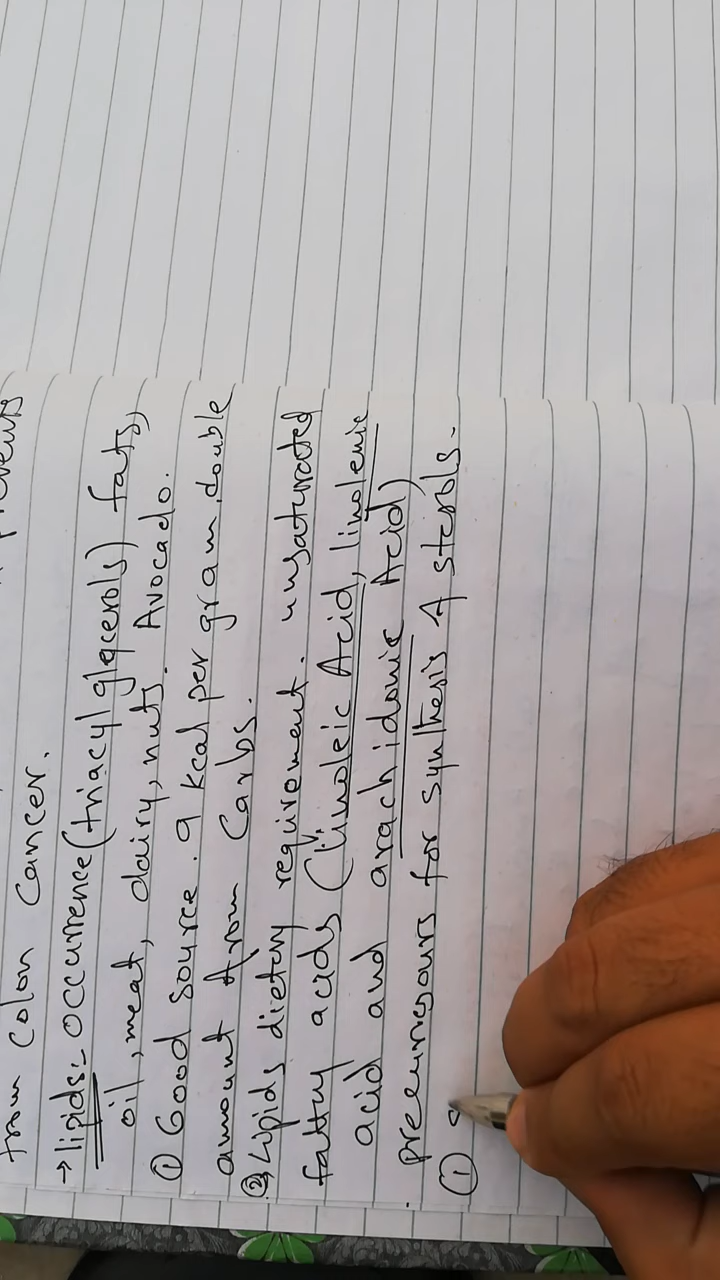 prevents
from colon cancer.
→ lipids:- occurrence (triacylglycerols) fats,
oil, meat, dairy, nuts. Avocado.
① Good source. 9 kcal per gram, double
amount from Carbs.
② Lipids dietary requirement. unsaturated
fatty acids (linoleic Acid, linolenic
acid and arachidonic Acid)
for synthesis of sterols.
① s